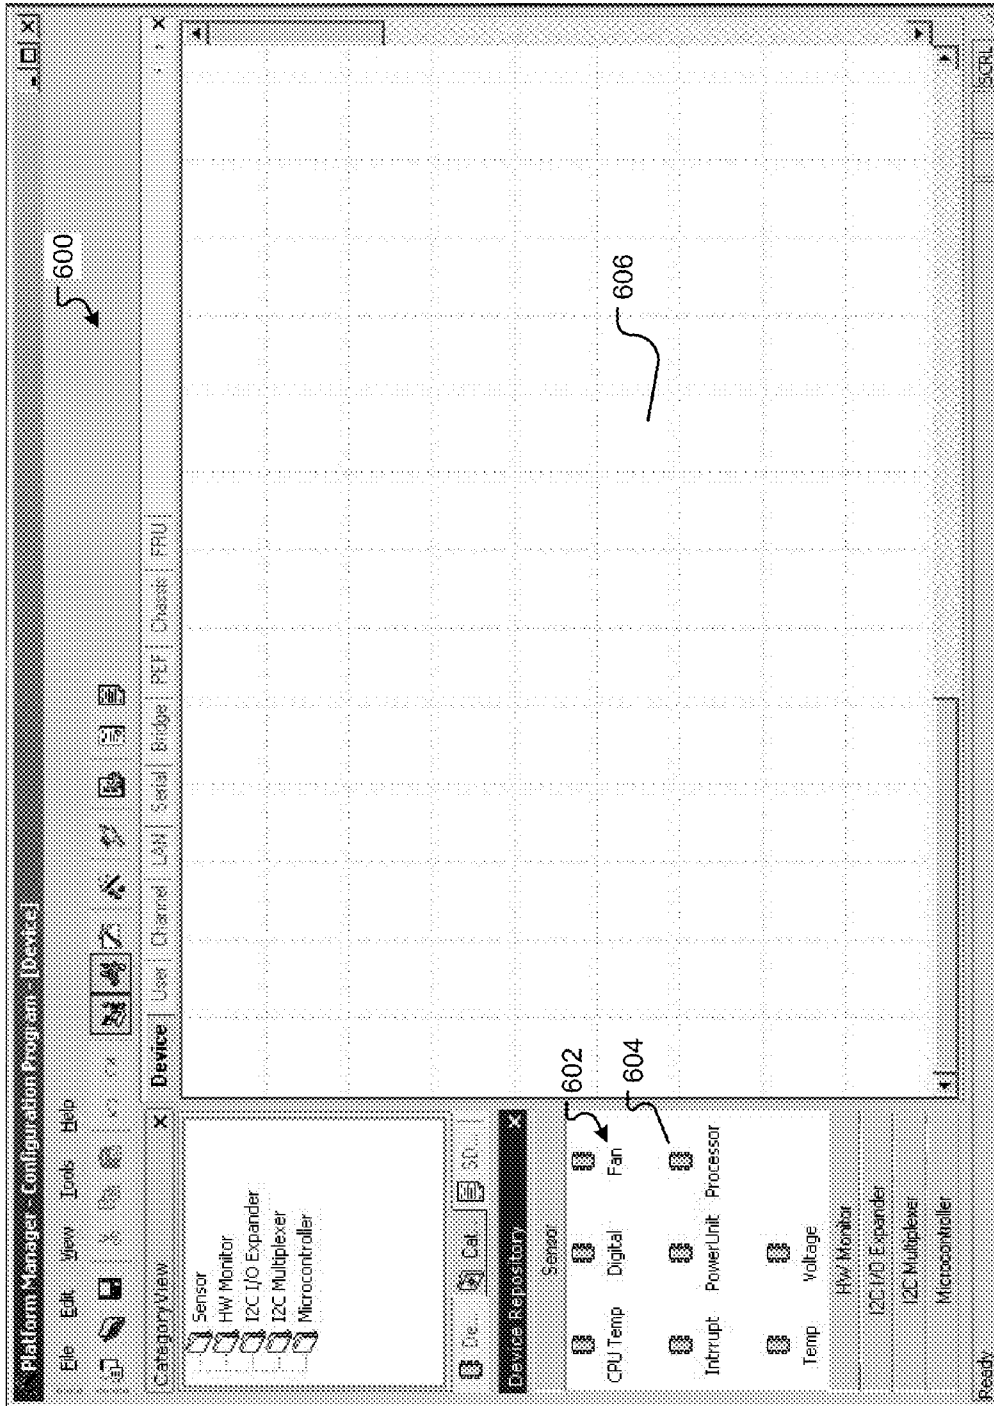 Platform Manager - Configuration Program - [Device]
File Edit View Tools Help
600
CategoryView
Device User Channel LAN Serial Bridge PEF Chassis FRU
Sensor
HW Monitor
I2C I/O Expander
I2C Multiplexer
Microcontroller
Cat...
Device Repository
Sensor
602
CPU Temp Digital Fan
604
606
Intrrupt PowerUnit Processor
Temp Voltage
HW Monitor
I2C I/O Expander
I2C Multiplexer
Microcontroller
Ready SCRL